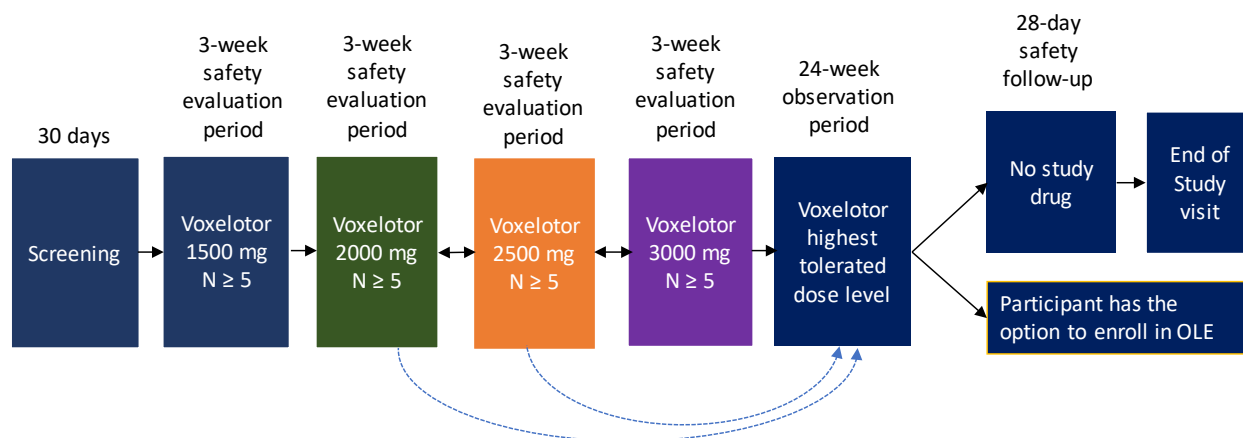 30 days
Screening
3-week
safety
evaluation
period
Voxelotor
1500 mg
N ≥ 5
3-week
safety
evaluation
period
Voxelotor
2000 mg
N ≥ 5
3-week
safety
evaluation
period
Voxelotor
2500 mg
N ≥ 5
3-week
safety
evaluation
period
Voxelotor
3000 mg
N ≥ 5
24-week
observation
period
Voxelotor
highest
tolerated
dose level
28-day
safety
follow-up
No study
drug
End of
Study
visit
Participant has the
option to enroll in OLE